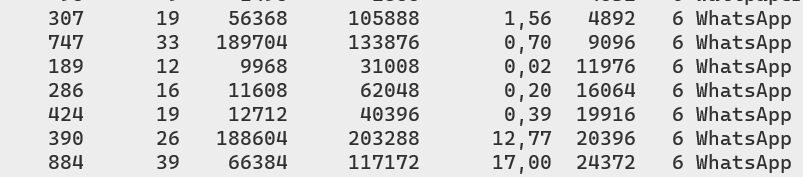 307 19 56368 105888 1,56 4892 6 WhatsApp
747 33 189704 133876 0,70 9096 6 WhatsApp
189 12 9968 31008 0,02 11976 6 WhatsApp
286 16 11608 62048 0,20 16064 6 WhatsApp
424 19 12712 40396 0,39 19916 6 WhatsApp
390 26 188604 203288 12,77 20396 6 WhatsApp
884 39 66384 117172 17,00 24372 6 WhatsApp